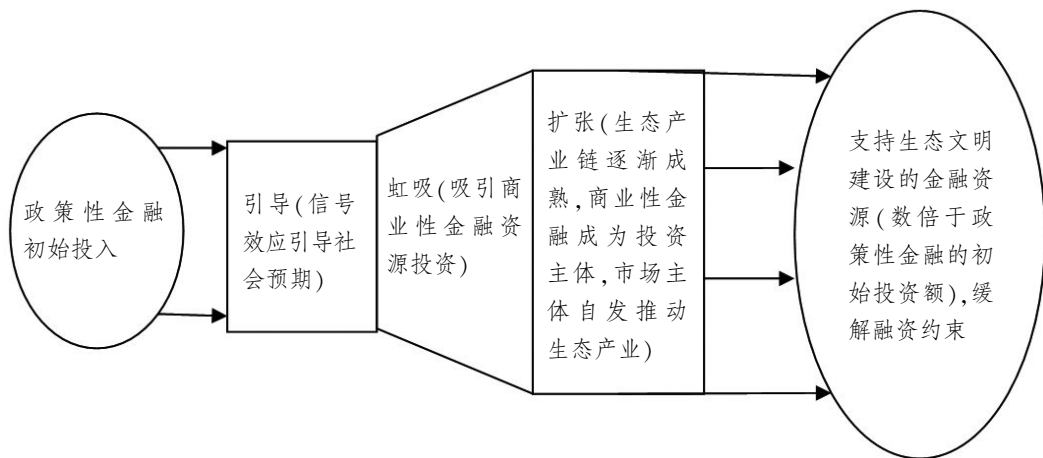 政策性金融
初始投入
引导(信号
效应引导社
会预期)
虹吸(吸引商
业性金融资
源投资)
扩张(生态产
业链逐渐成
熟,商业性金
融成为投资
主体,市场主
体自发推动
生态产业)
支持生态文明
建设的金融资
源(数倍于政
策性金融的初
始投资额),缓
解融资约束